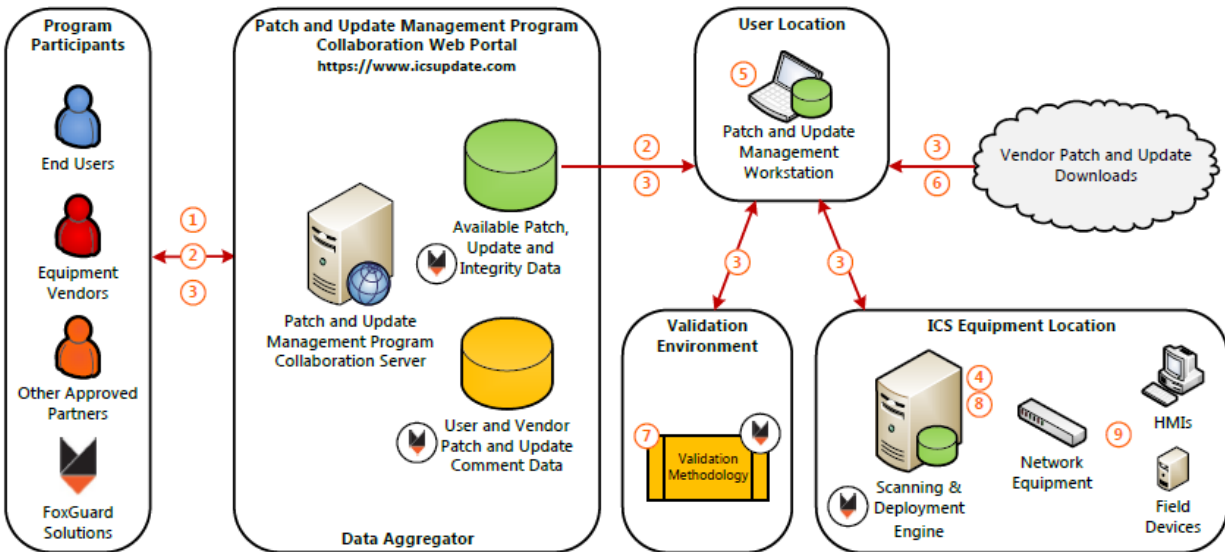 Program
Participants
End Users
Equipment
Vendors
Other Approved
Partners
FoxGuard
Solutions
1
2
3
Patch and Update Management Program
Collaboration Web Portal
https://www.icsupdate.com
Patch and Update
Management Program
Collaboration Server
Available Patch,
Update and
Integrity Data
User and Vendor
Patch and Update
Comment Data
Data Aggregator
2
3
User Location
5
Patch and Update
Management
Workstation
3
6
Vendor Patch and Update
Downloads
3
3
Validation
Environment
7
Validation
Methodology
ICS Equipment Location
4
8
Scanning &
Deployment
Engine
Network
Equipment
9
HMIs
Field
Devices